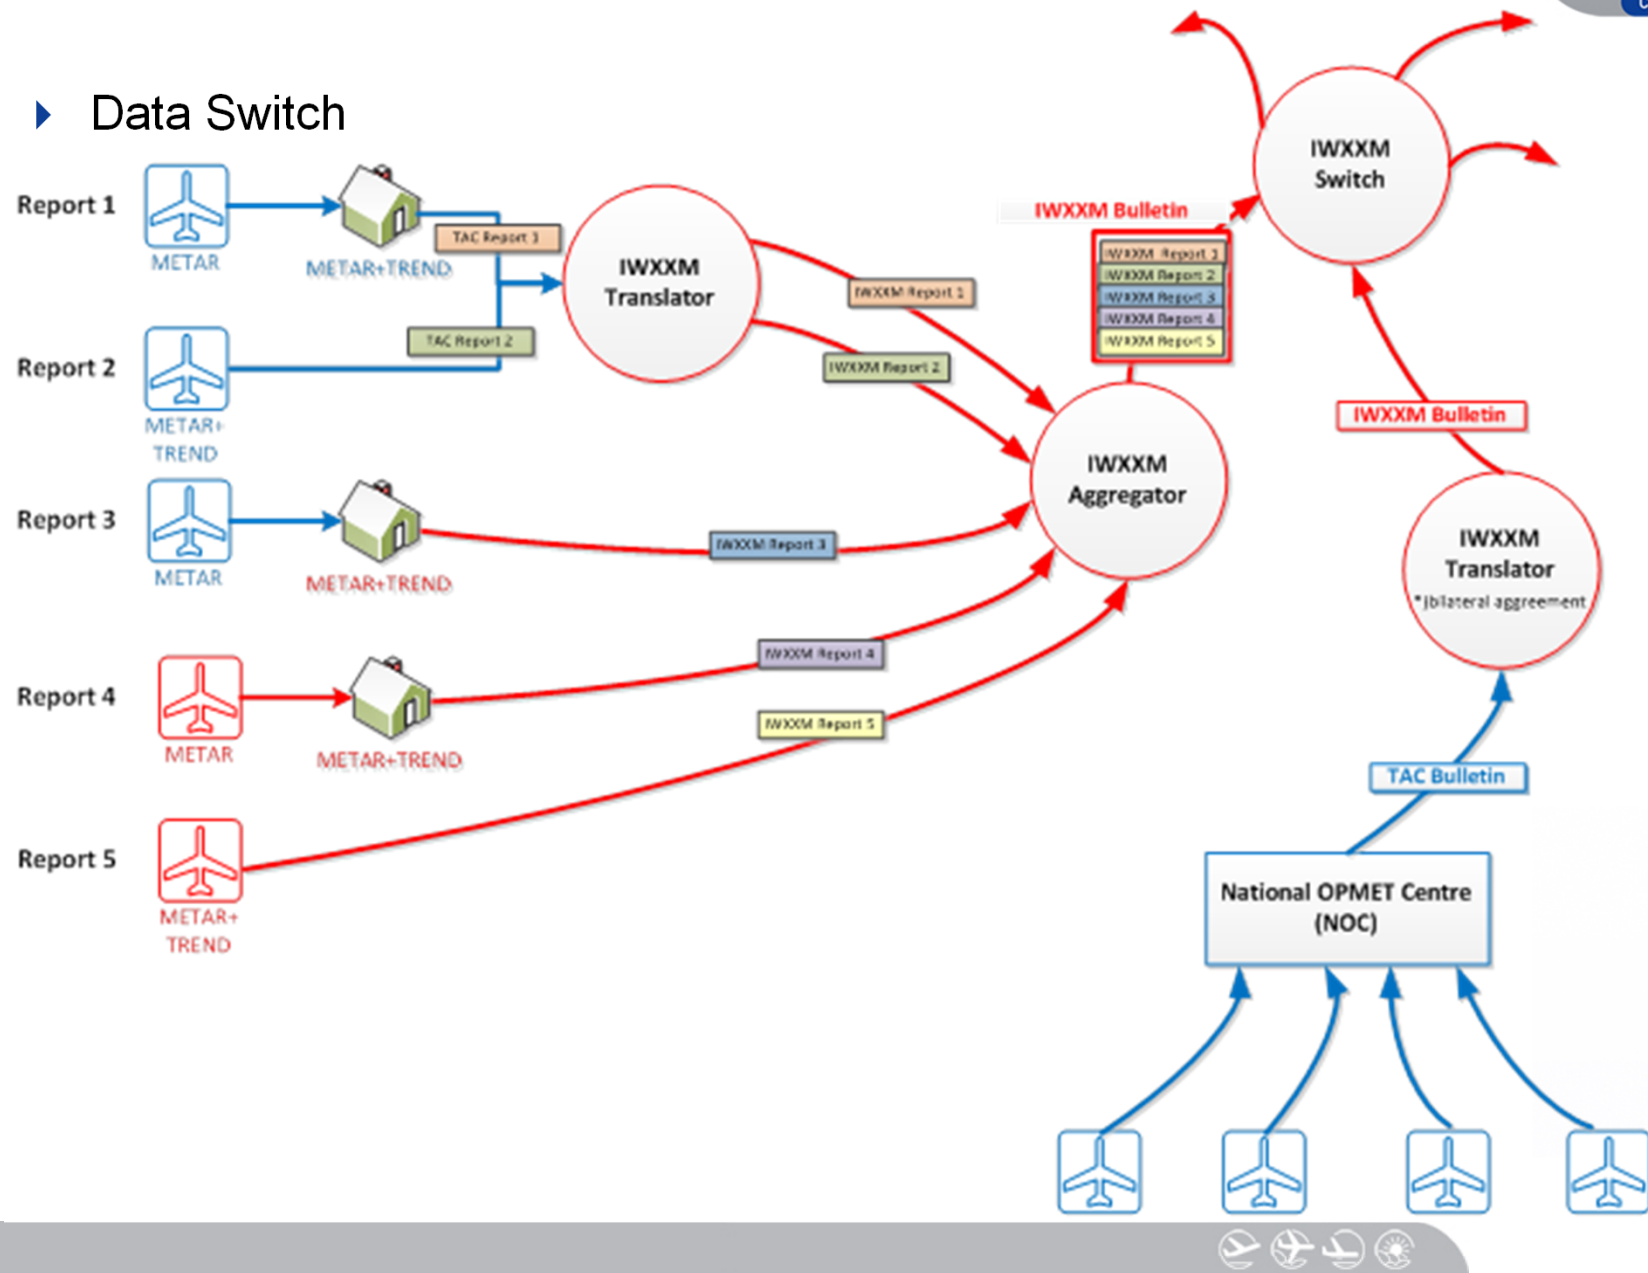 Data Switch
Report 1
METAR
METAR+TREND
TAC Report 1
IWXXM
Translator
IWXXM Report 1
IWXXM Bulletin
IWXXM Report 1
IWXXM Report 2
IWXXM Report 3
IWXXM Report 4
IWXXM Report 5
IWXXM
Switch
Report 2
METAR+
TREND
TAC Report 2
IWXXM Report 2
IWXXM
Aggregator
IWXXM Bulletin
Report 3
METAR
METAR+TREND
IWXXM Report 3
IWXXM
Translator
*)bilateral aggreement
Report 4
METAR
METAR+TREND
IWXXM Report 4
IWXXM Report 5
TAC Bulletin
Report 5
METAR+
TREND
National OPMET Centre
(NOC)